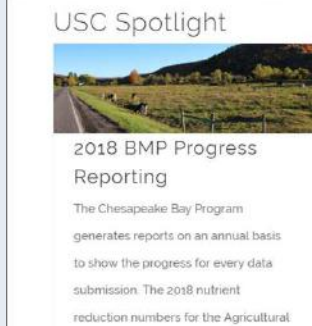 USC Spotlight
2018 BMP Progress
Reporting
The Chesapeake Bay Program
generates reports on an annual basis
to show the progress for every data
submission. The 2018 nutrient
reduction numbers for the Agricultural